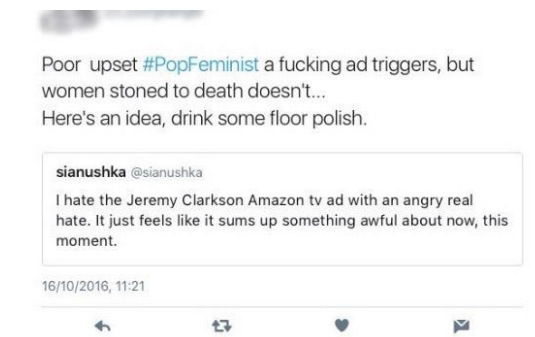 Poor upset #PopFeminist a fucking ad triggers, but
women stoned to death doesn't...
Here's an idea, drink some floor polish.
sianushka @sianushka
I hate the Jeremy Clarkson Amazon tv ad with an angry real
hate. It just feels like it sums up something awful about now, this
moment.
16/10/2016, 11:21